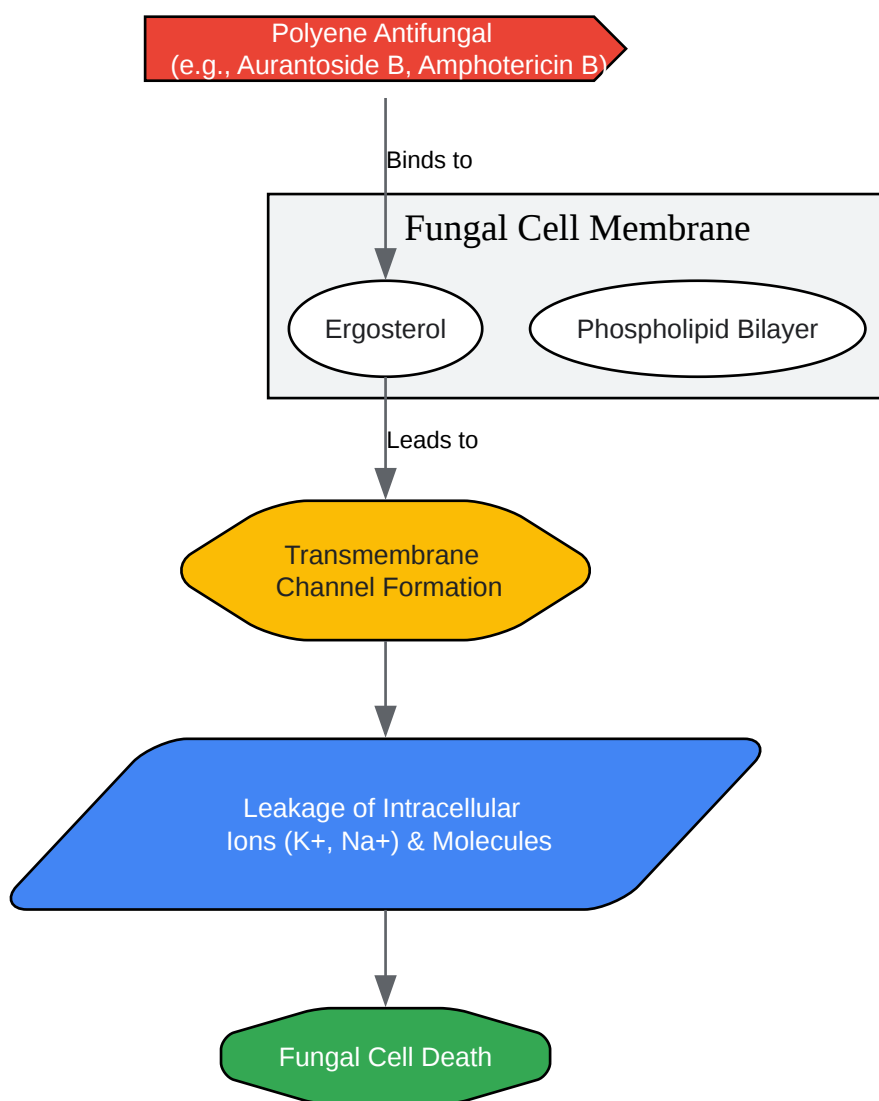 Polyene Antifungal
(e.g., Aurantoside B, Amphotericin B)
Binds to
Fungal Cell Membrane
Ergosterol
Phospholipid Bilayer
Leads to
Transmembrane
Channel Formation
Leakage of Intracellular
Ions (K+, Na+) & Molecules
Fungal Cell Death